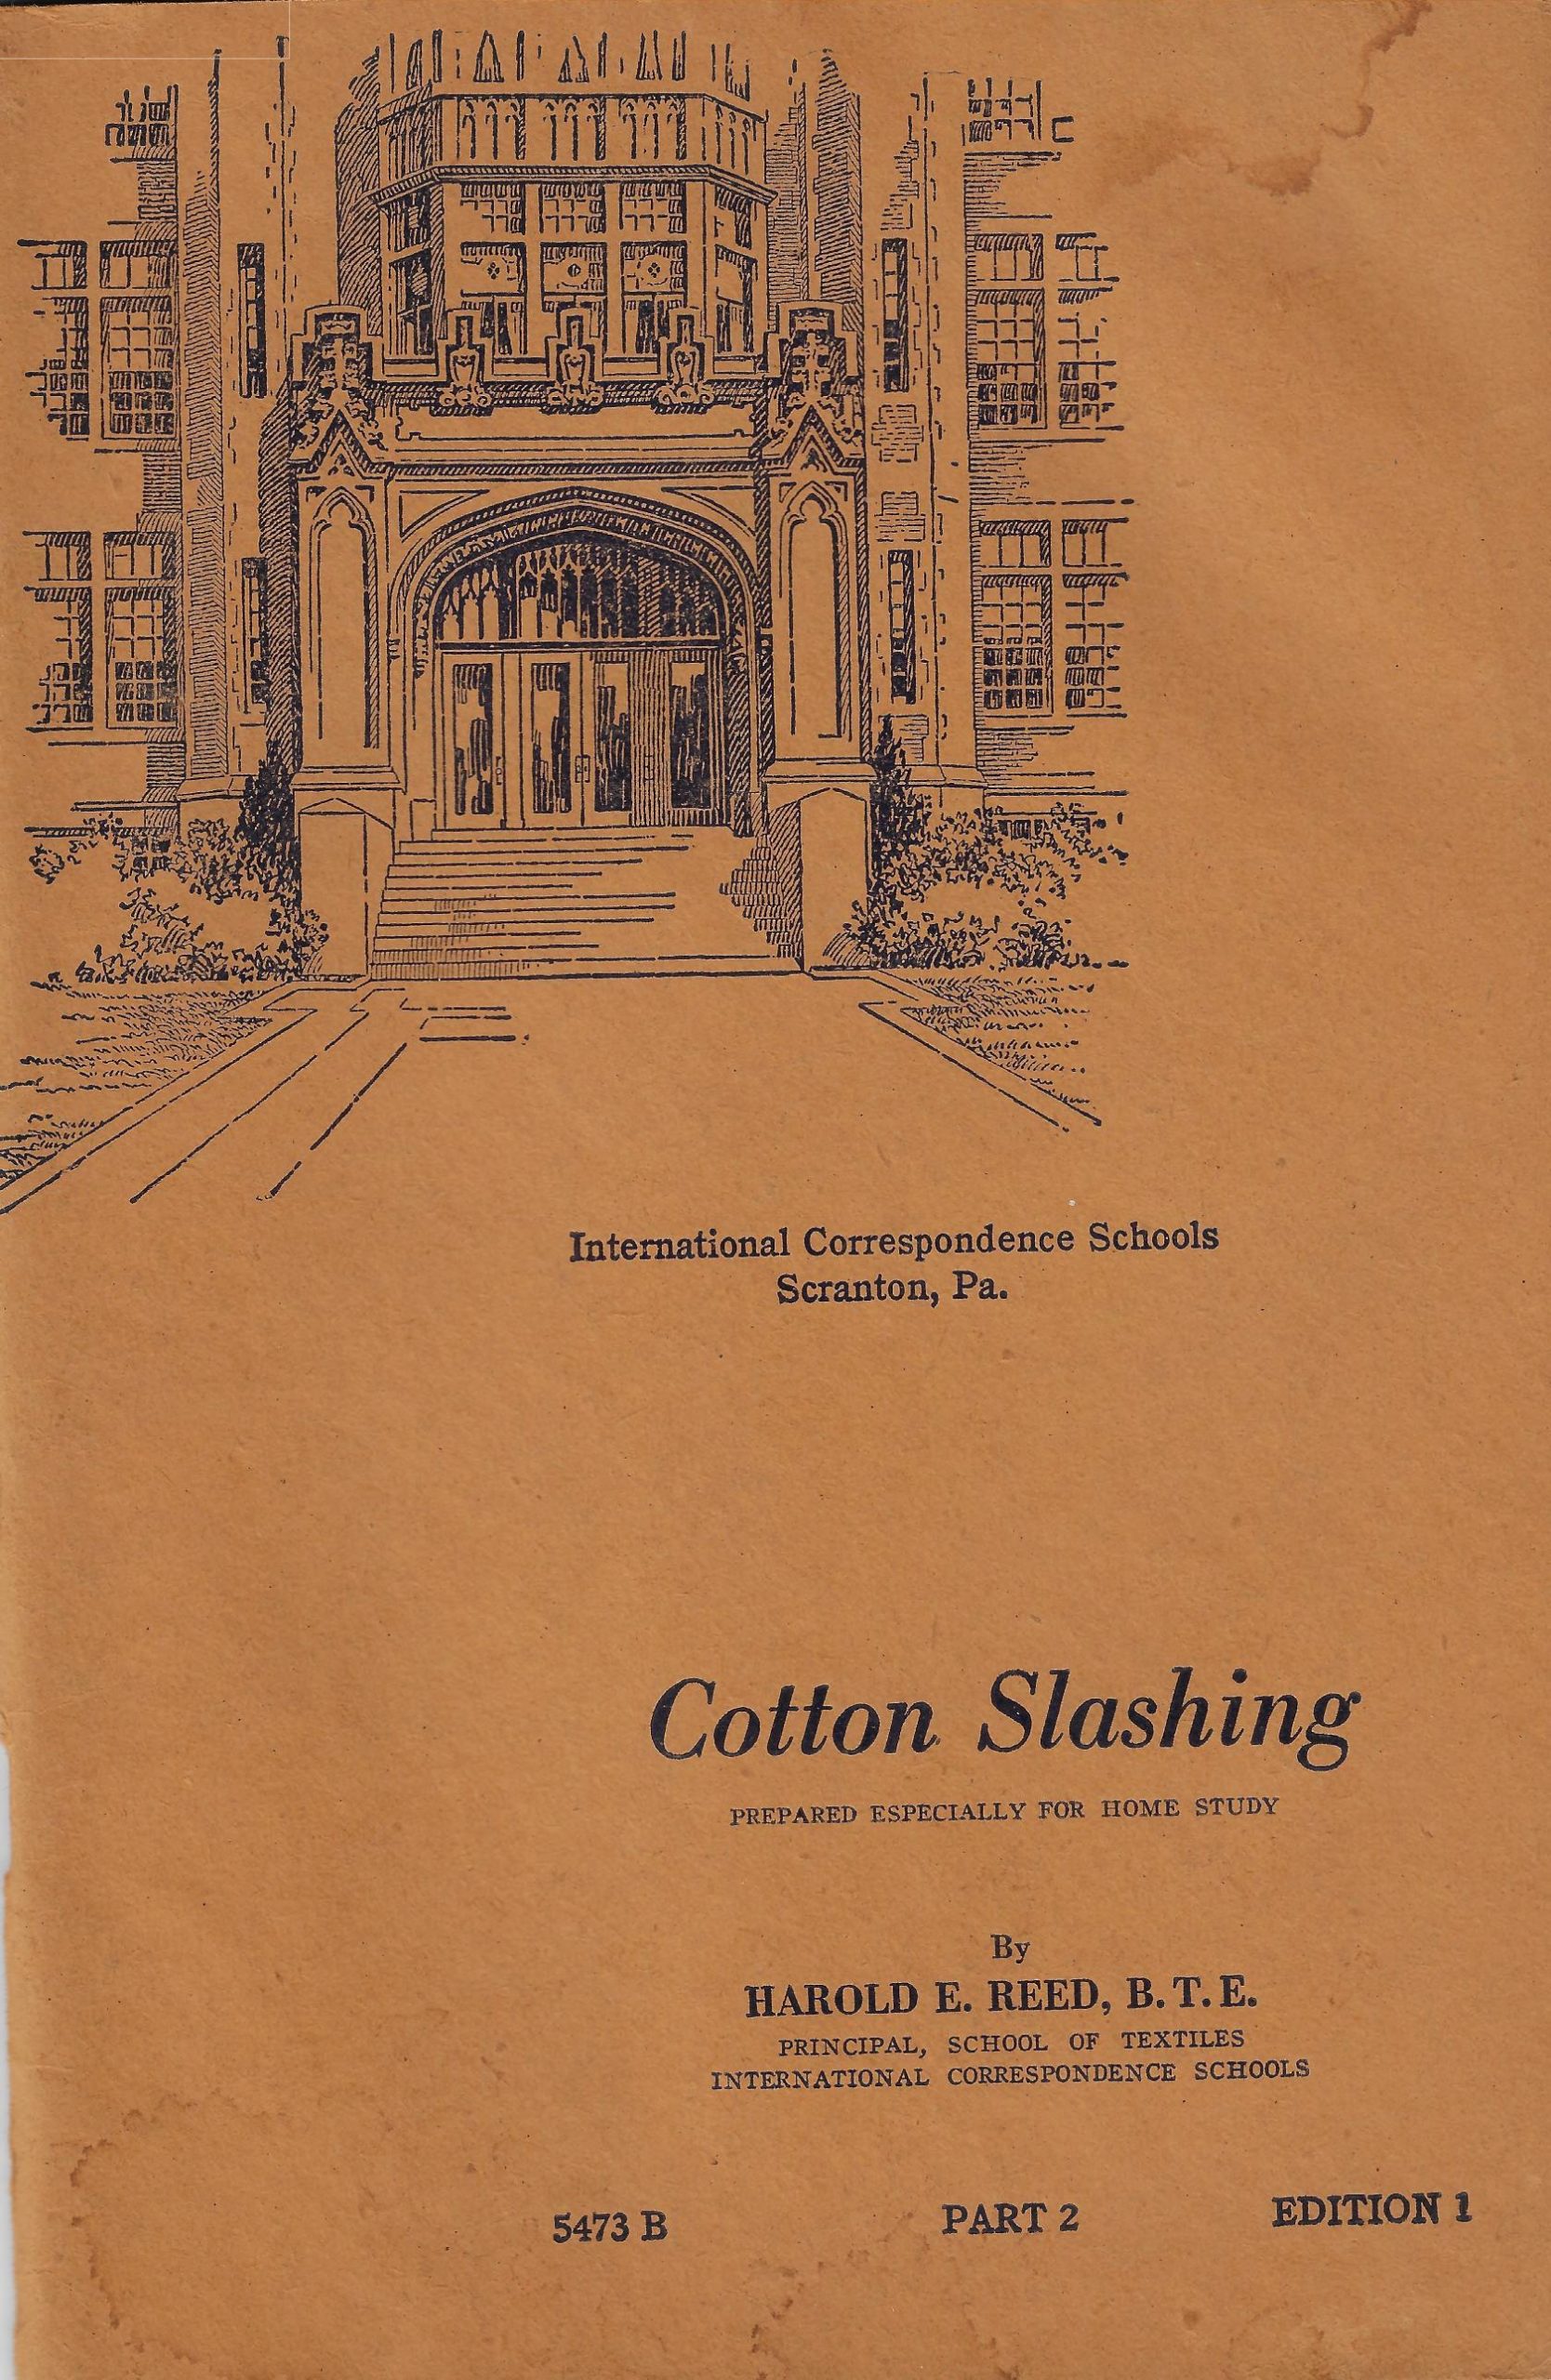 International Correspondence Schools
Scranton, Pa.
Cotton Slashing
PREPARED ESPECIALLY FOR HOME STUDY
By
HAROLD E. REED, B.T.E.
PRINCIPAL, SCHOOL OF TEXTILES
INTERNATIONAL CORRESPONDENCE SCHOOLS
5473 B PART 2 EDITION 1